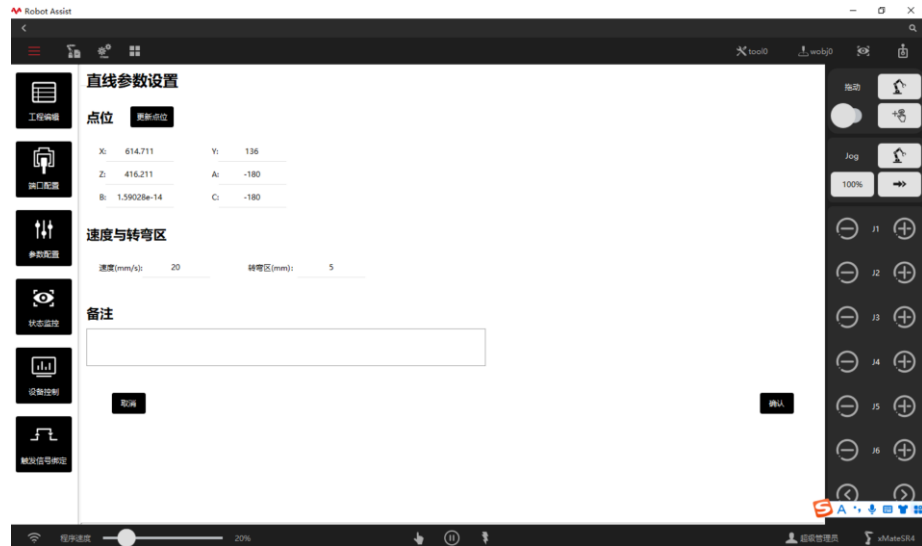 Robot Assist
tool0
wobj0
工程编辑
端口配置
参数配置
状态监控
设备控制
触发信号绑定
直线参数设置
点位
更新点位
X: 614.711 Y: 136
Z: 416.211 A: -180
B: 1.59028e-14 C: -180
速度与转弯区
速度(mm/s): 20 转弯区(mm): 5
备注
取消
确认
拖动
Jog
100%
J1
J2
J3
J4
J5
J6
S A
程序速度 20%
超级管理员
xMateSR4